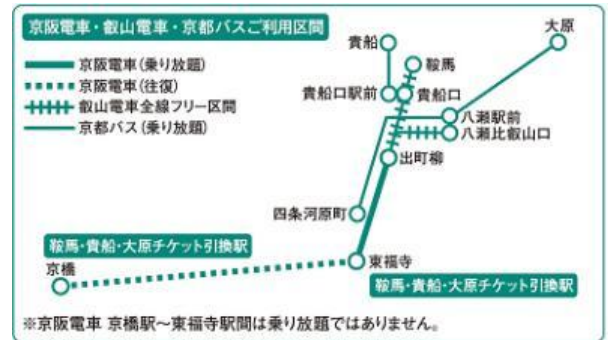 京阪電車・叡山電車・京都バスご利用区間
京阪電車(乗り放題)
京阪電車(往復)
叡山電車全線フリー区間
京都バス(乗り放題)
貴船
大原
鞍馬
貴船口駅前
貴船口
八瀬駅前
八瀬比叡山口
出町柳
四条河原町
鞍馬・貴船・大原チケット引換駅
京橋
東福寺
鞍馬・貴船・大原チケット引換駅
※京阪電車 京橋駅～東福寺駅間は乗り放題ではありません。